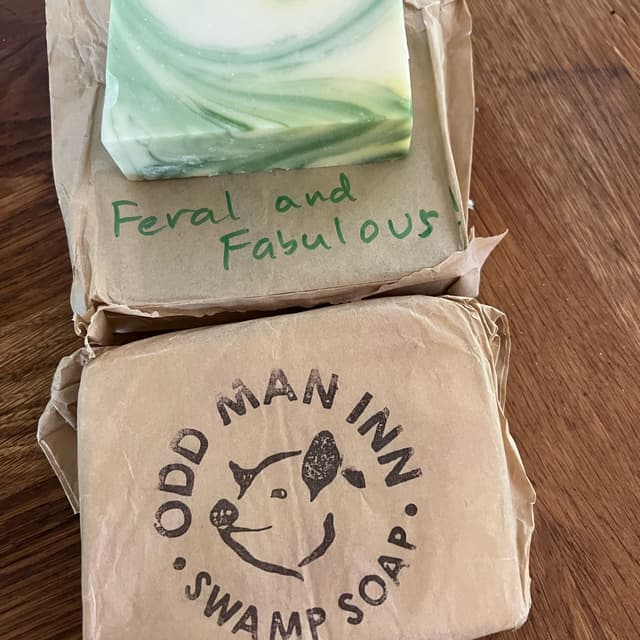 Feral and
Fabulous!
ODD MAN INN
• SWAMP SOAP •